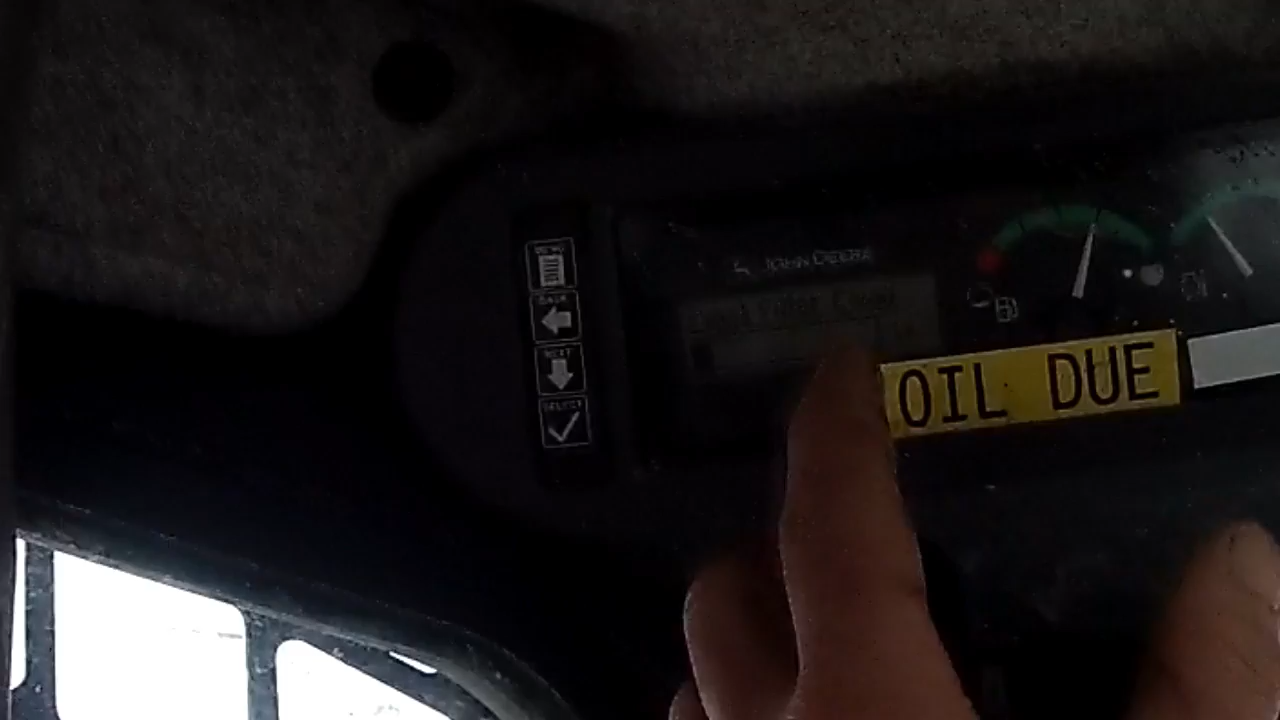 MENU
BACK
NEXT
SELECT
JOHN DEERE
OIL DUE